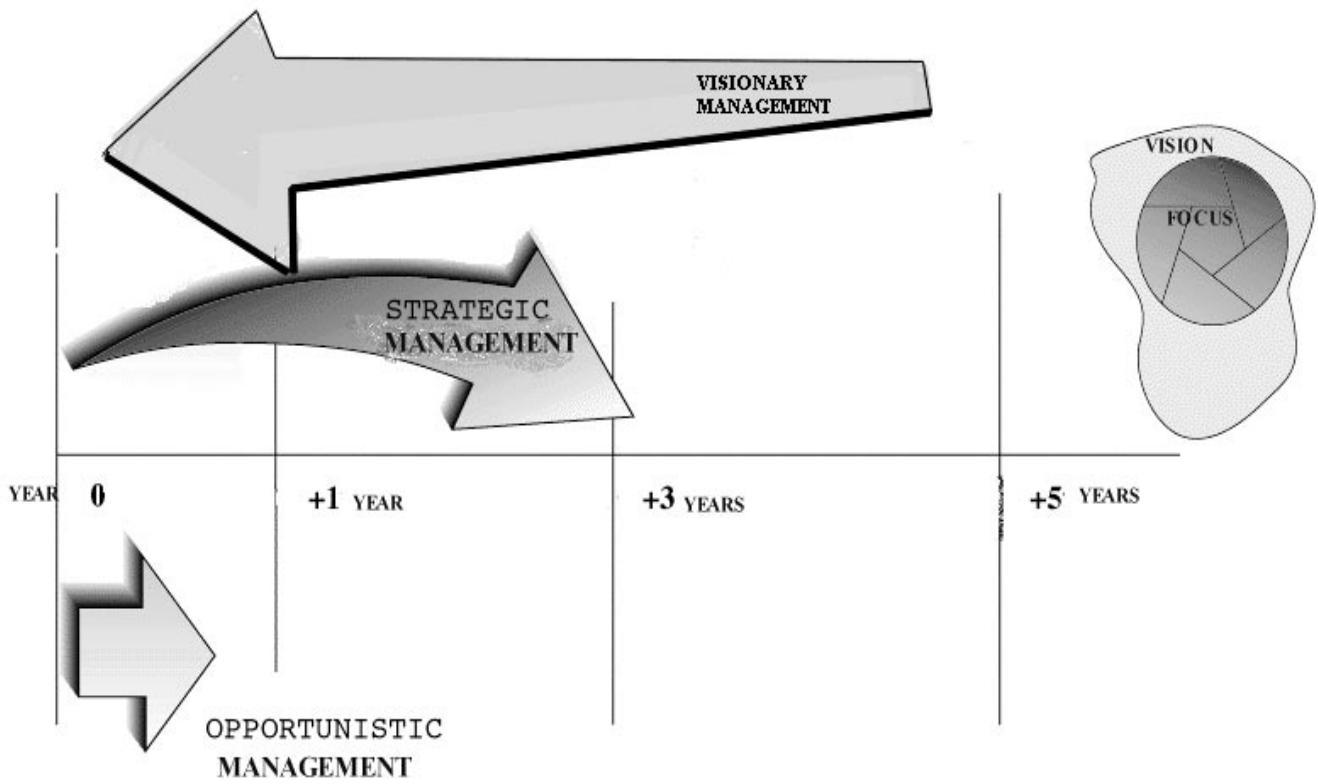 VISIONARY
MANAGEMENT
VISION
FOCUS
STRATEGIC
MANAGEMENT
YEAR 0 +1 YEAR +3 YEARS +5 YEARS
OPPORTUNISTIC
MANAGEMENT